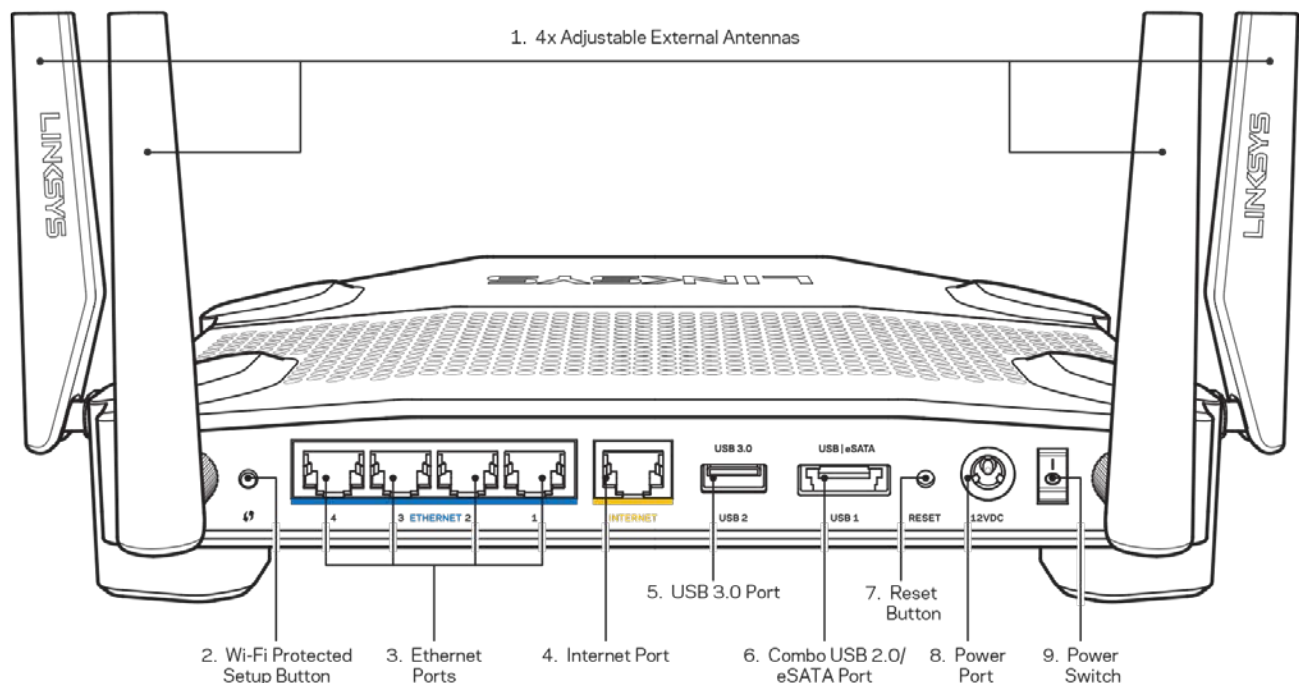 1. 4x Adjustable External Antennas
LINKSYS
LINKSYS
LINKSYS
USB 3.0
USB|eSATA
4
3 ETHERNET 2
1
INTERNET
USB 2
USB 1
RESET
12VDC
5. USB 3.0 Port
7. Reset
Button
2. Wi-Fi Protected
Setup Button
3. Ethernet
Ports
4. Internet Port
6. Combo USB 2.0/
eSATA Port
8. Power
Port
9. Power
Switch